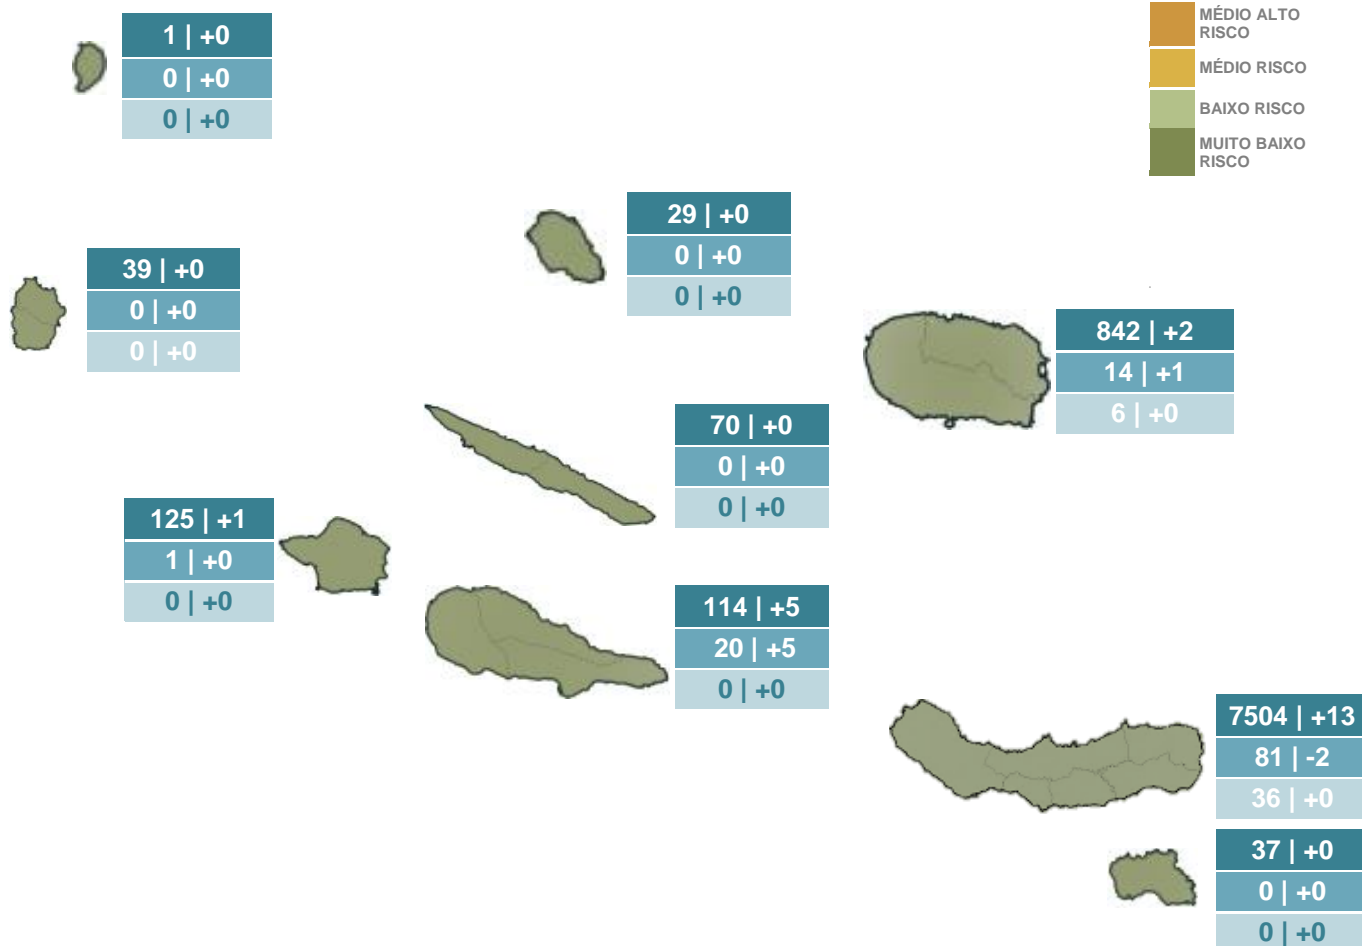 MÉDIO ALTO
RISCO
MÉDIO RISCO
BAIXO RISCO
MUITO BAIXO
RISCO
1 | +0
0 | +0
0 | +0
29 | +0
0 | +0
0 | +0
39 | +0
0 | +0
0 | +0
842 | +2
14 | +1
6 | +0
70 | +0
0 | +0
0 | +0
125 | +1
1 | +0
0 | +0
114 | +5
20 | +5
0 | +0
7504 | +13
81 | -2
36 | +0
37 | +0
0 | +0
0 | +0